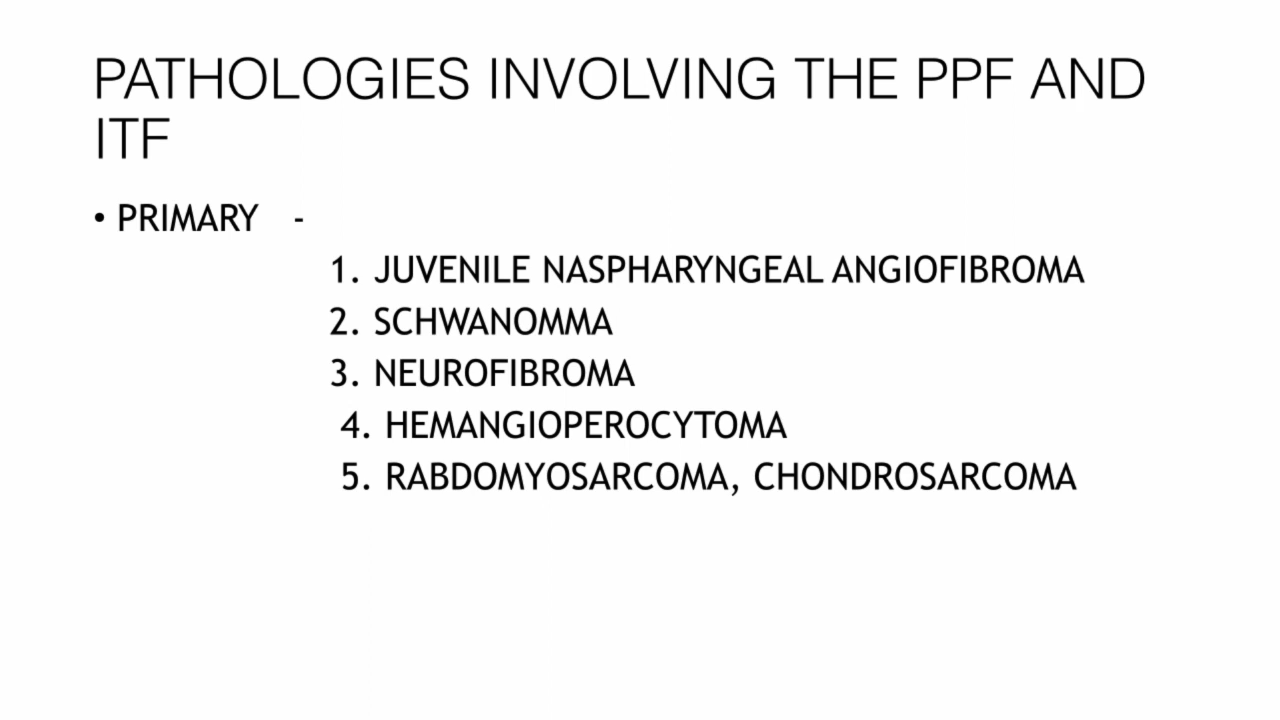 PATHOLOGIES INVOLVING THE PPF AND
ITF
• PRIMARY -
1. JUVENILE NASPHARYNGEAL ANGIOFIBROMA
2. SCHWANOMMA
3. NEUROFIBROMA
4. HEMANGIOPEROCYTOMA
5. RABDOMYOSARCOMA, CHONDROSARCOMA